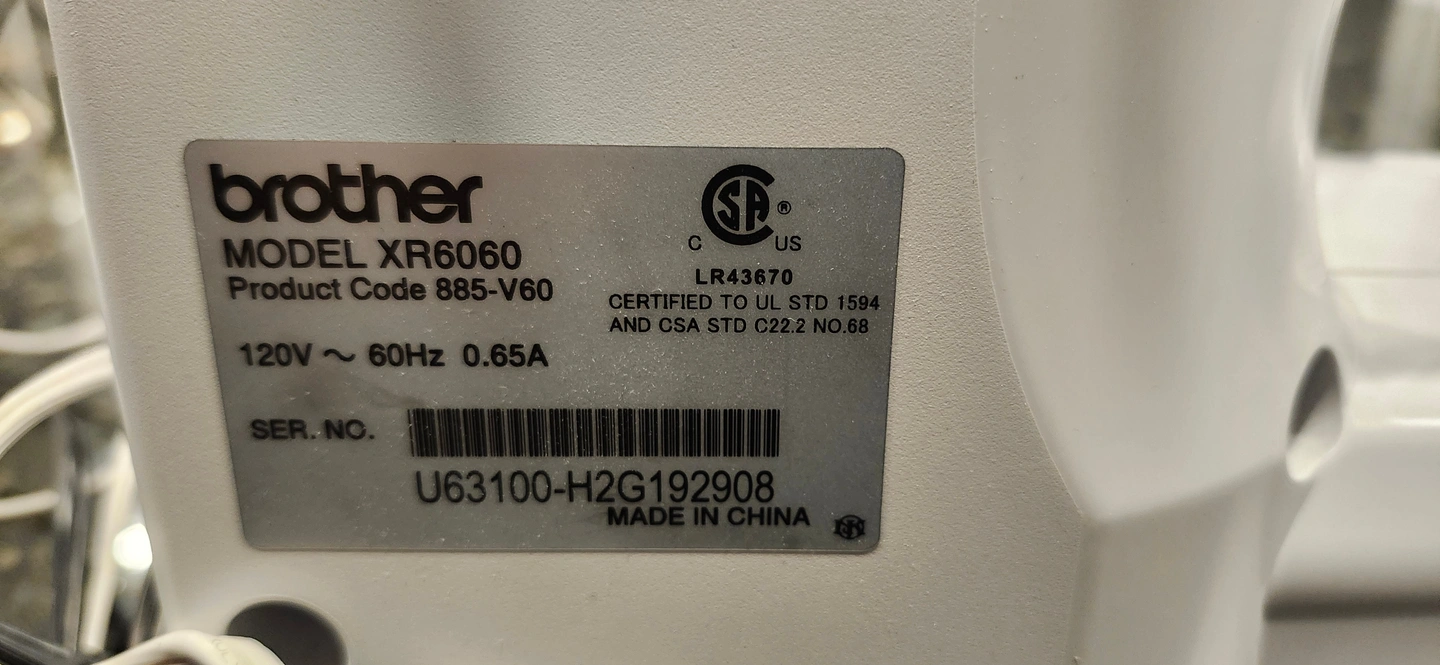 brother
MODEL XR6060
Product Code 885-V60
120V ～ 60Hz 0.65A
SER. NO.
U63100-H2G192908
MADE IN CHINA
SA ®
C US
LR43670
CERTIFIED TO UL STD 1594
AND CSA STD C22.2 NO.68